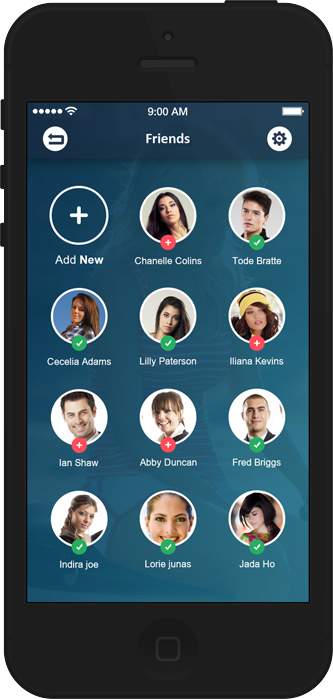 9:00 AM
Friends
Add New
Chanelle Colins
Tode Bratte
Cecelia Adams
Lilly Paterson
Iliana Kevins
Ian Shaw
Abby Duncan
Fred Briggs
Indira joe
Lorie junas
Jada Ho